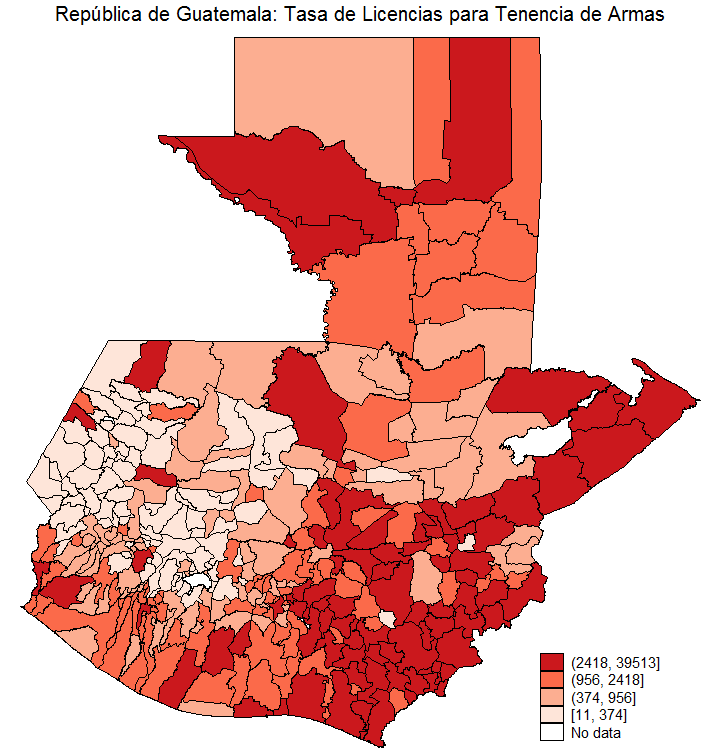 República de Guatemala: Tasa de Licencias para Tenencia de Armas
(2418, 39513]
(956, 2418]
(374, 956]
[11, 374]
No data